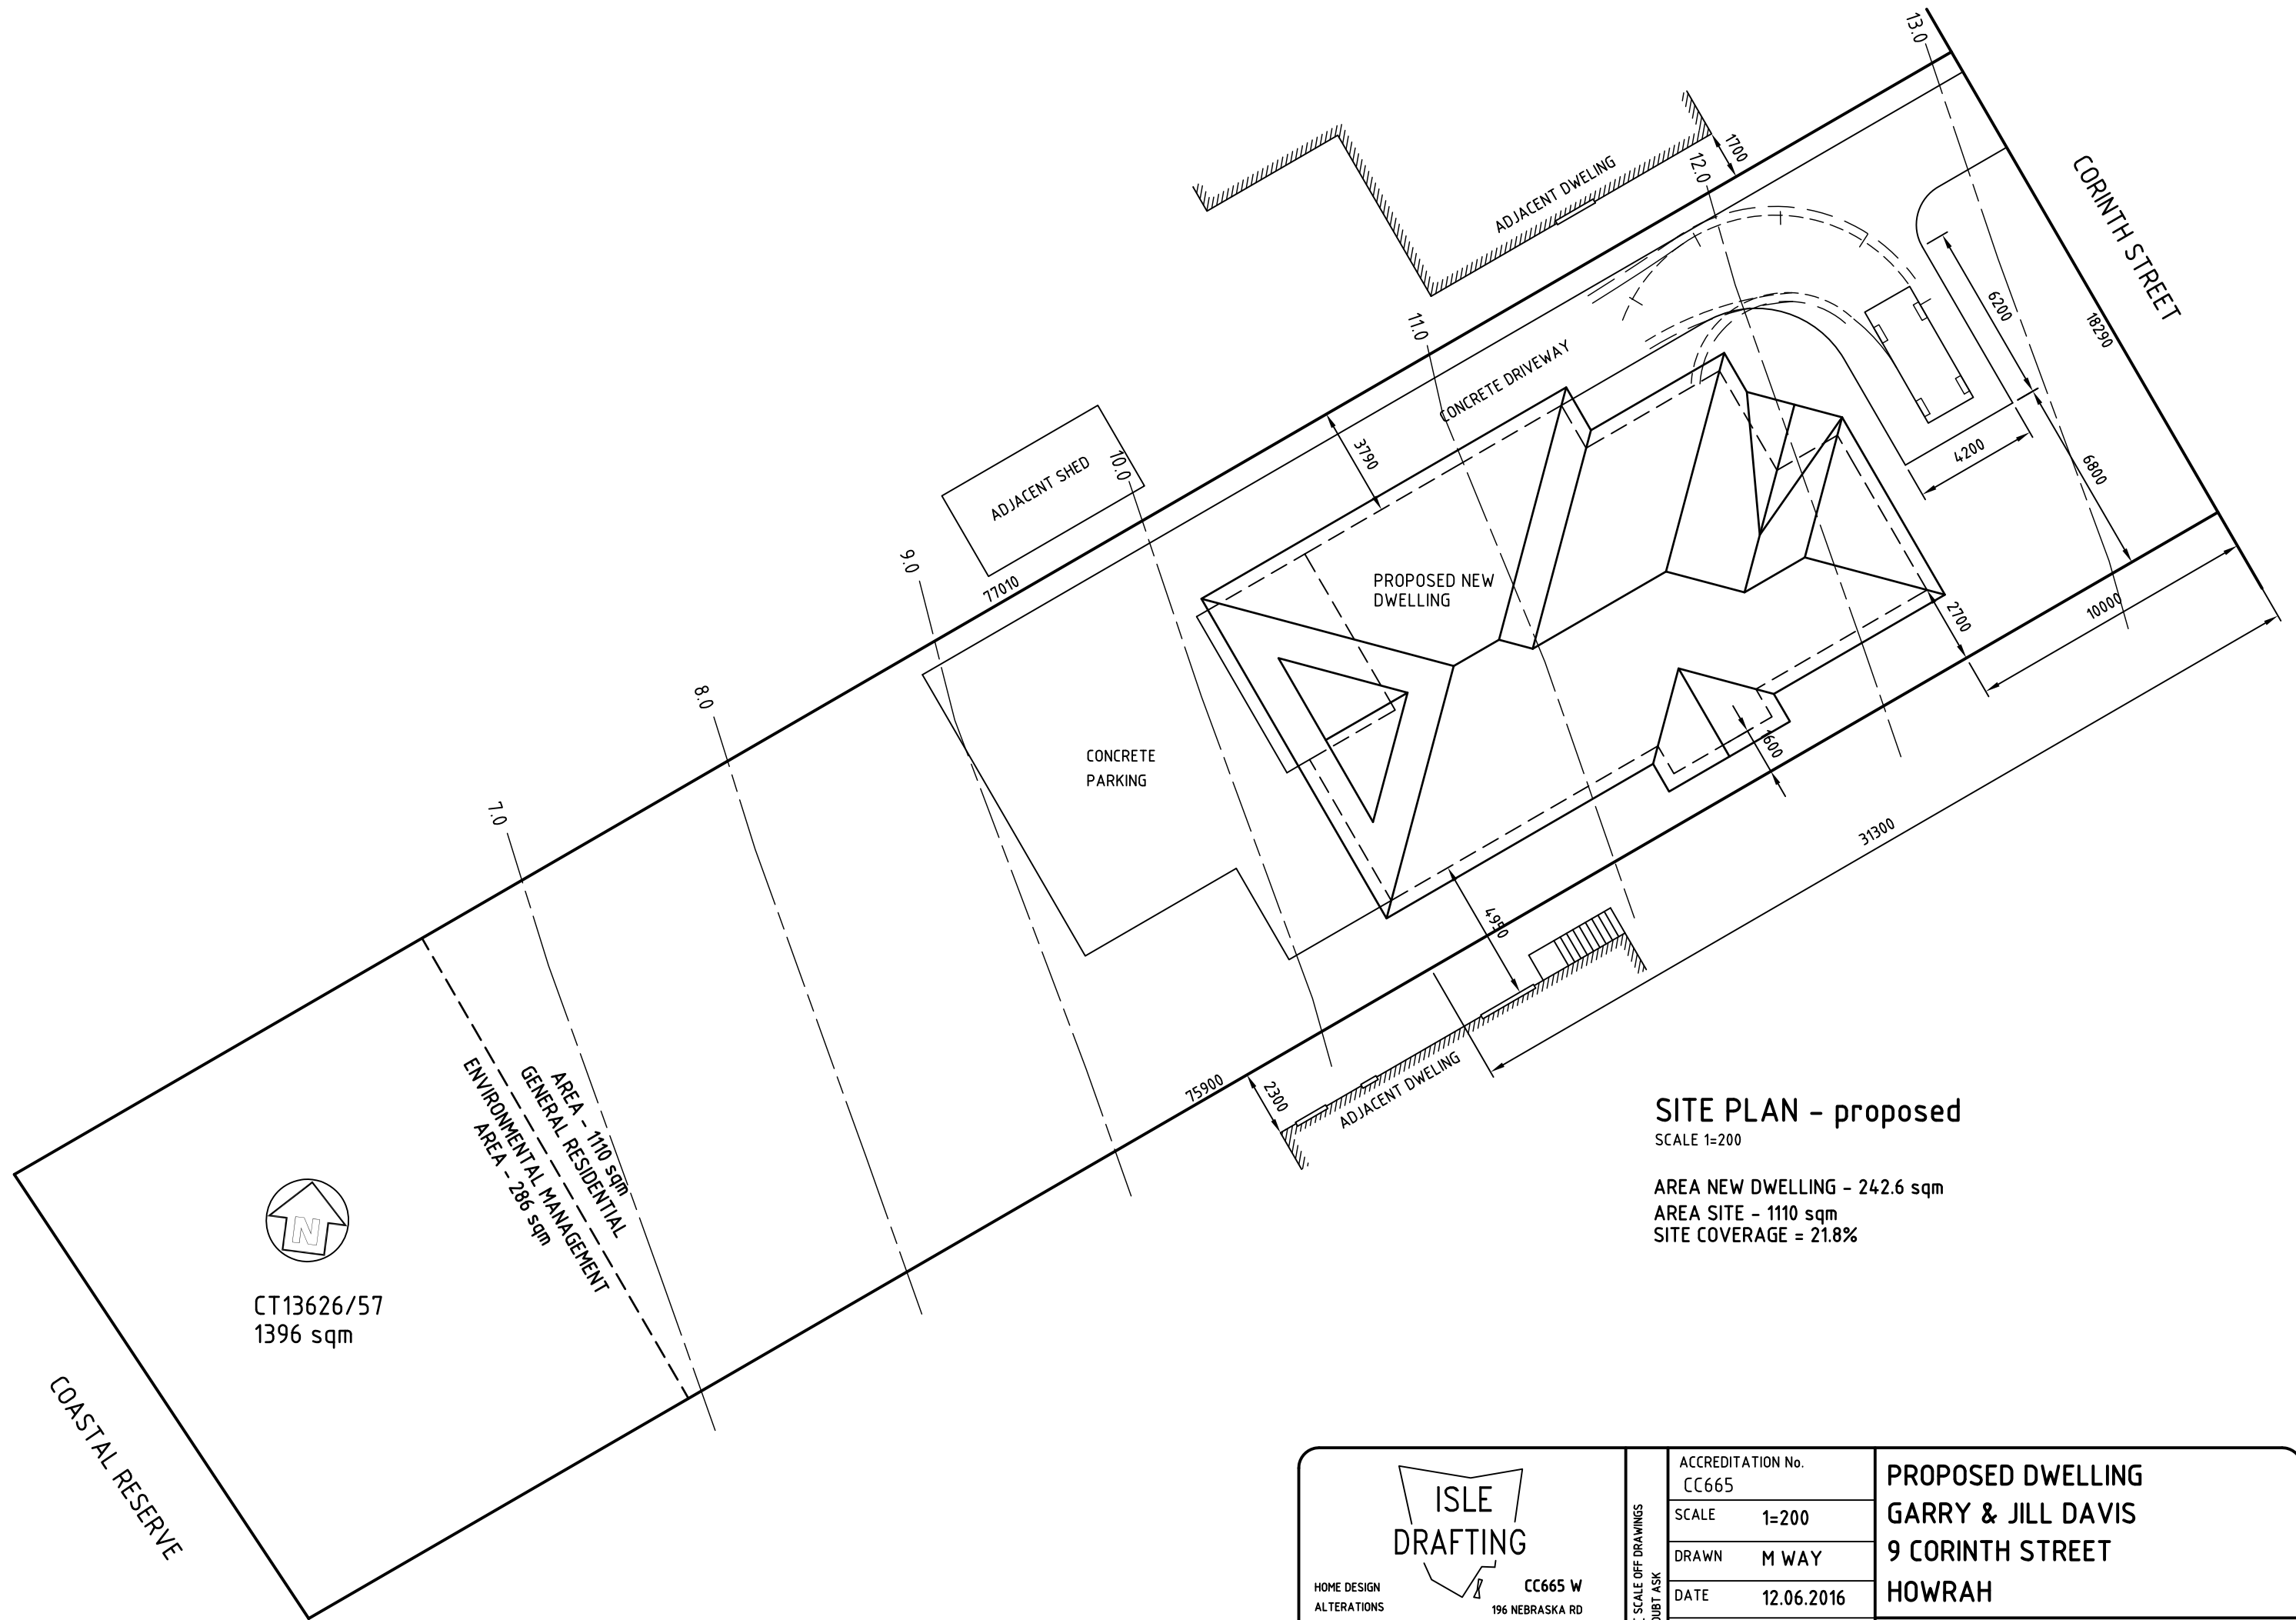 13.0
CORINTH STREET
1700
12.0
ADJACENT DWELING
6200
18290
11.0
CONCRETE DRIVEWAY
3790
4200
6800
ADJACENT SHED
10.0
9.0
77010
PROPOSED NEW
DWELLING
2700
10000
8.0
CONCRETE
PARKING
1600
7.0
31300
4950
75900
2300
ADJACENT DWELING
AREA - 1110 sqm
GENERAL RESIDENTIAL
ENVIRONMENTAL MANAGEMENT
AREA - 286 sqm
N
CT13626/57
1396 sqm
COASTAL RESERVE
SITE PLAN - proposed
SCALE 1=200
AREA NEW DWELLING - 242.6 sqm
AREA SITE - 1110 sqm
SITE COVERAGE = 21.8%
ISLE
DRAFTING
HOME DESIGN
ALTERATIONS
CC665 W
196 NEBRASKA RD
SCALE OFF DRAWINGS
ASK
ACCREDITATION No.
CC665
SCALE 1=200
DRAWN M WAY
DATE 12.06.2016
PROPOSED DWELLING
GARRY & JILL DAVIS
9 CORINTH STREET
HOWRAH